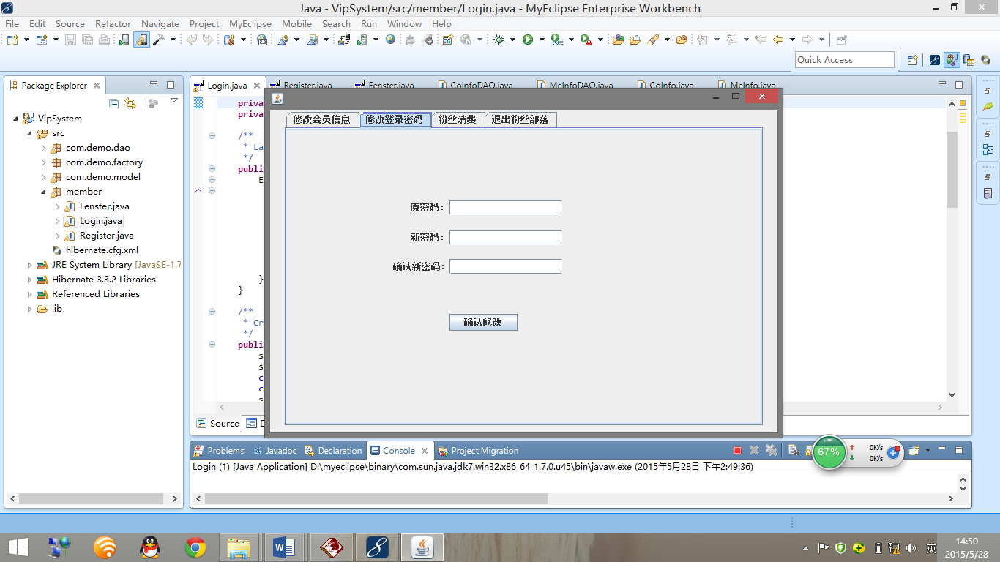 Java - VipSystem/src/member/Login.java - MyEclipse Enterprise Workbench
File Edit Source Refactor Navigate Project MyEclipse Mobile Search Run Window Help
Quick Access
Package Explorer
VipSystem
src
com.demo.dao
com.demo.factory
com.demo.model
member
Fenster.java
Login.java
Register.java
hibernate.cfg.xml
JRE System Library [JavaSE-1.7
Hibernate 3.3.2 Libraries
Referenced Libraries
lib
Login.java Register.java Fenster.java CoInfoDAO.java MeInfoDAO.java CoInfo.java MeInfo.java
priva
priva
/**
* La
*/
publi
E
}
}
/**
* Cr
*/
publi
s
s
c
c
s
修改会员信息 修改登录密码 粉丝消费 退出粉丝部落
原密码：
新密码：
确认新密码：
确认修改
Source D
Problems Javadoc Declaration Console Project Migration
Login (1) [Java Application] D:\myeclipse\binary\com.sun.java.jdk7.win32.x86_64_1.7.0.u45\bin\javaw.exe (2015年5月28日 下午2:49:36)
67%
0K/s
0K/s
英
14:50
2015/5/28